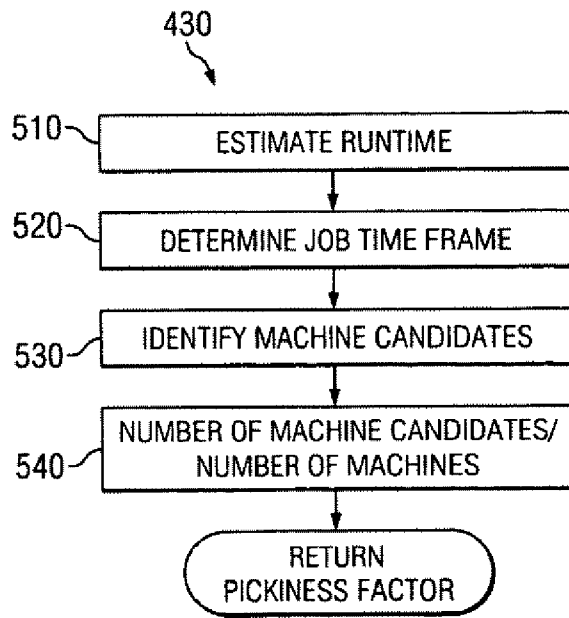 430
510
ESTIMATE RUNTIME
520
DETERMINE JOB TIME FRAME
530
IDENTIFY MACHINE CANDIDATES
540
NUMBER OF MACHINE CANDIDATES/
NUMBER OF MACHINES
RETURN
PICKINESS FACTOR